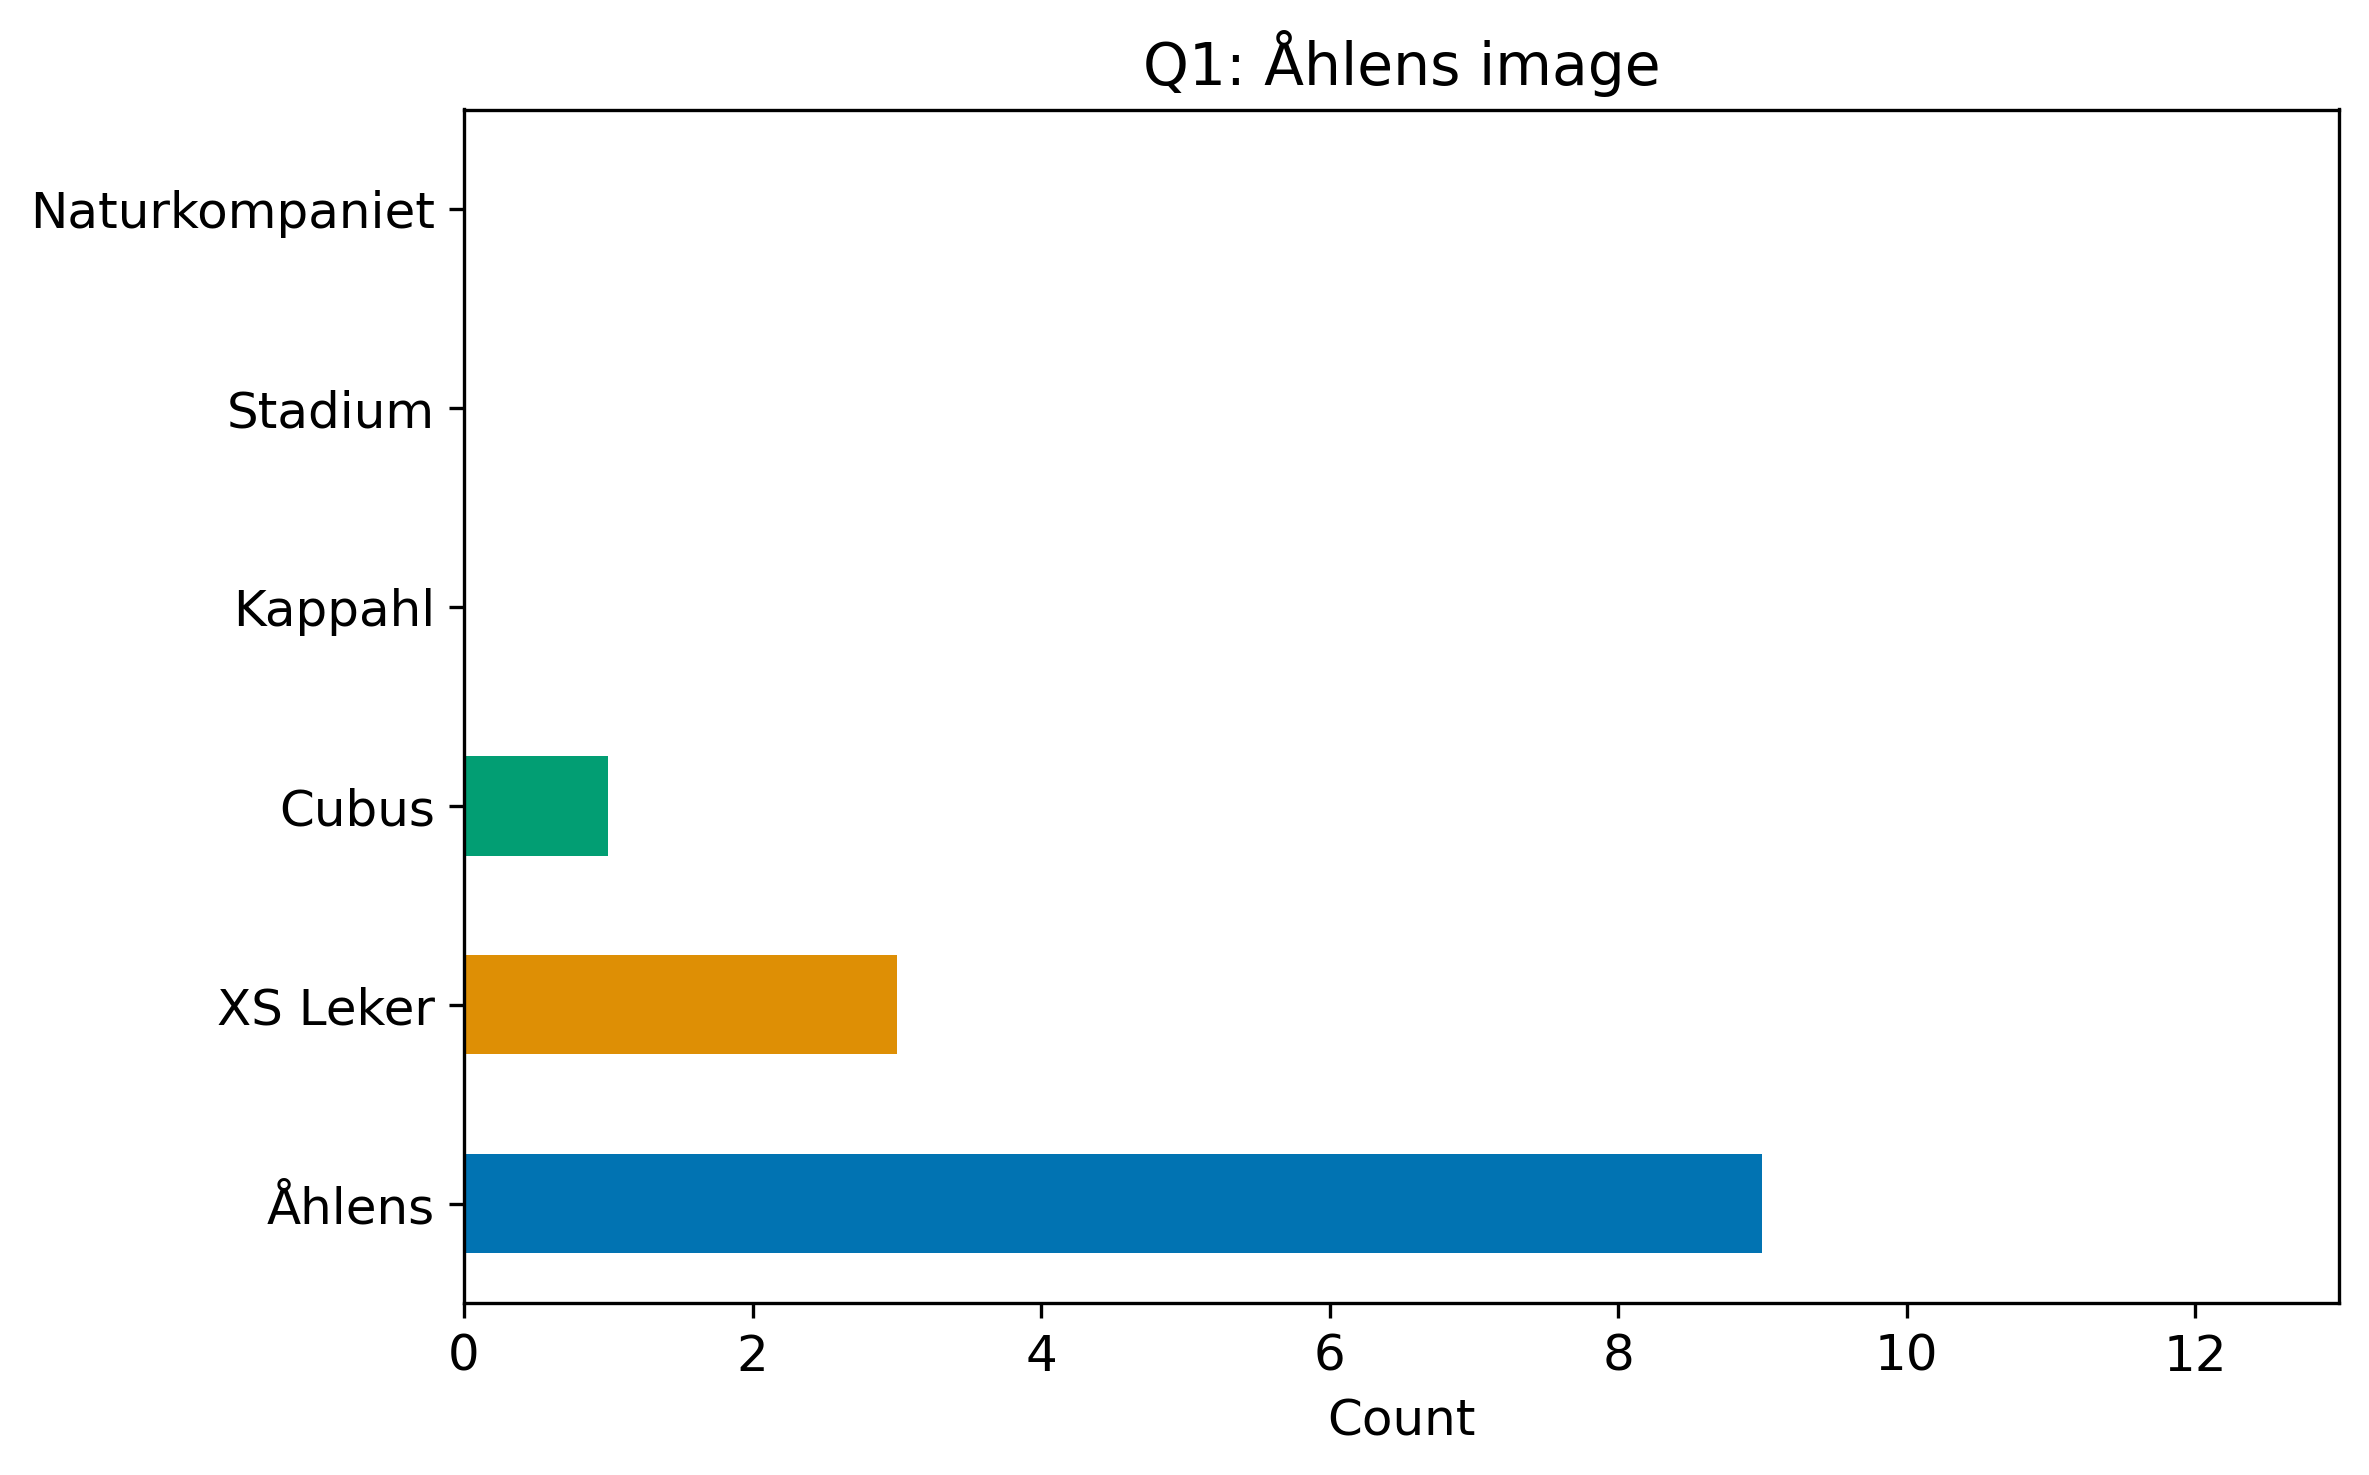 Q1: Åhlens image
Naturkompaniet
Stadium
Kappahl
Cubus
XS Leker
Åhlens
0 2 4 6 8 10 12
Count